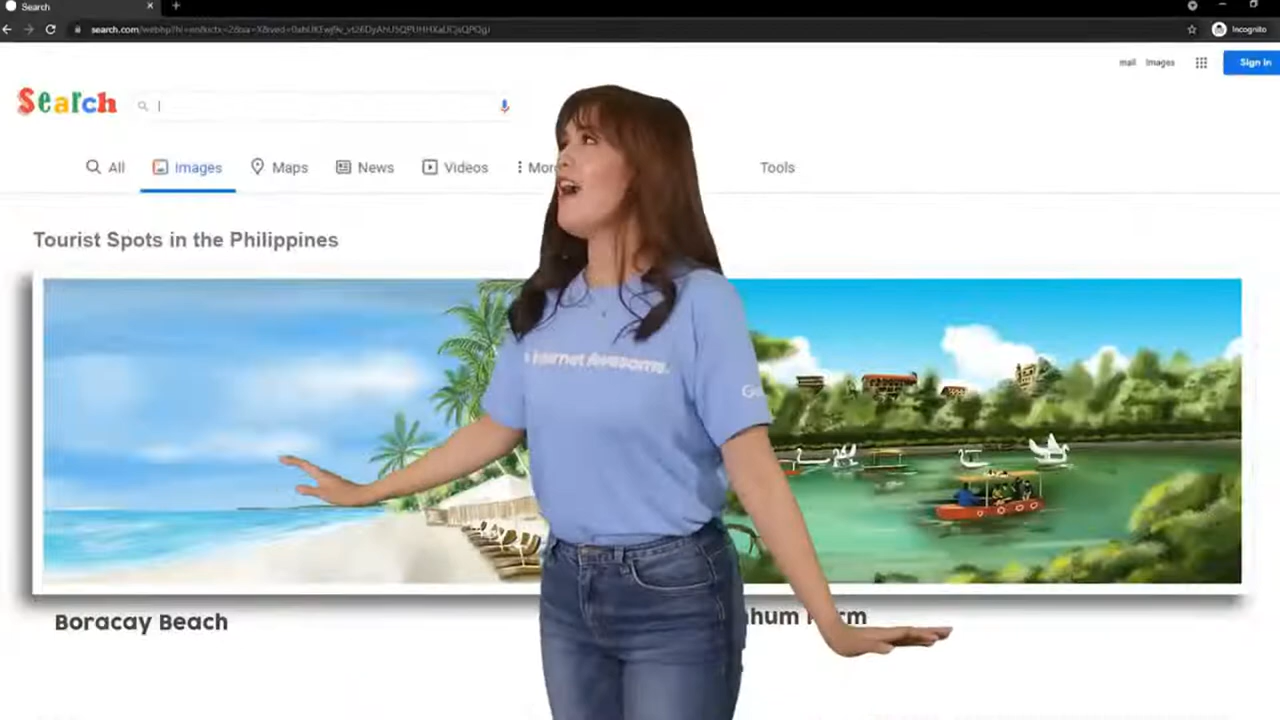 Search
search.com
Incognito
mail Images
Sign in
Search
All Images Maps News Videos Tools
Tourist Spots in the Philippines
Internet Awesome.
Boracay Beach